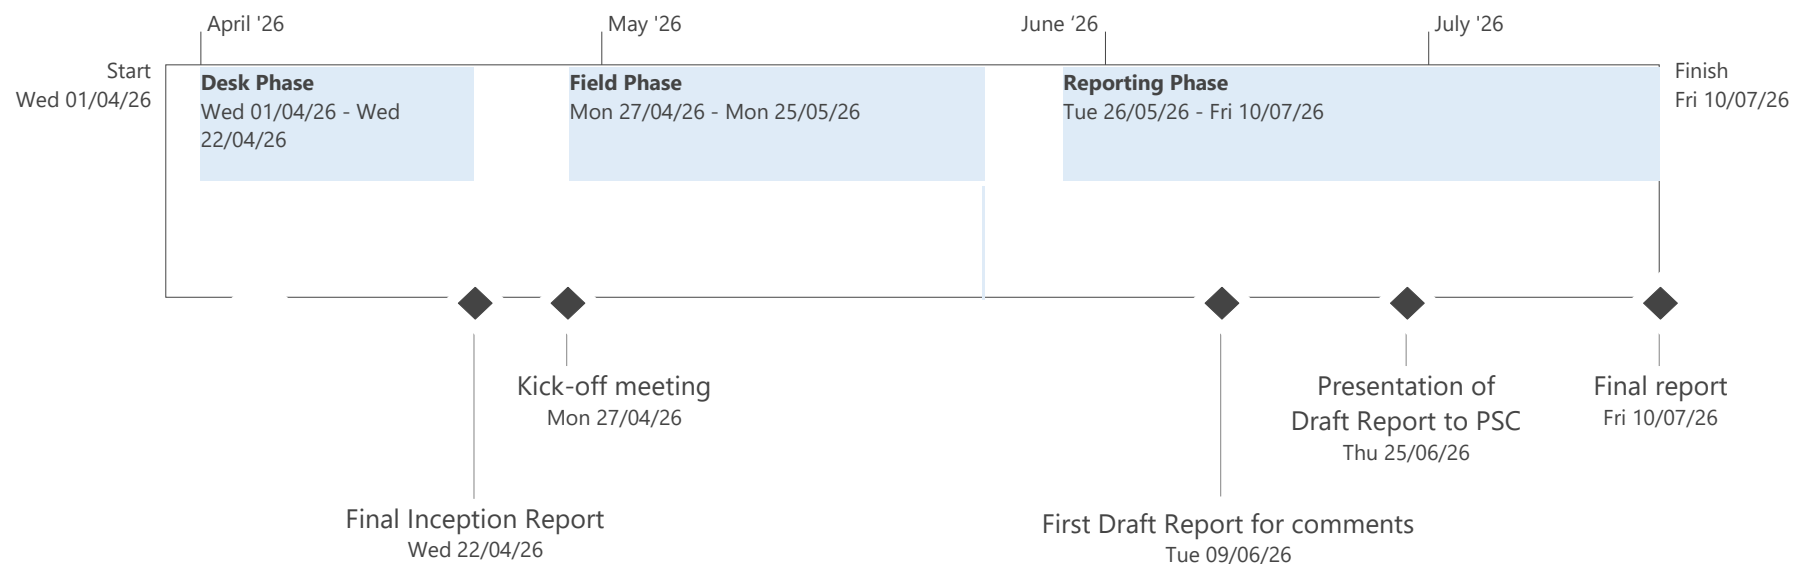 April '26
May '26
June ‘26
July '26
Start
Wed 01/04/26
Desk Phase
Wed 01/04/26 - Wed
22/04/26
Field Phase
Mon 27/04/26 - Mon 25/05/26
Reporting Phase
Tue 26/05/26 - Fri 10/07/26
Finish
Fri 10/07/26
Kick-off meeting
Mon 27/04/26
Presentation of
Draft Report to PSC
Thu 25/06/26
Final report
Fri 10/07/26
Final Inception Report
Wed 22/04/26
First Draft Report for comments
Tue 09/06/26